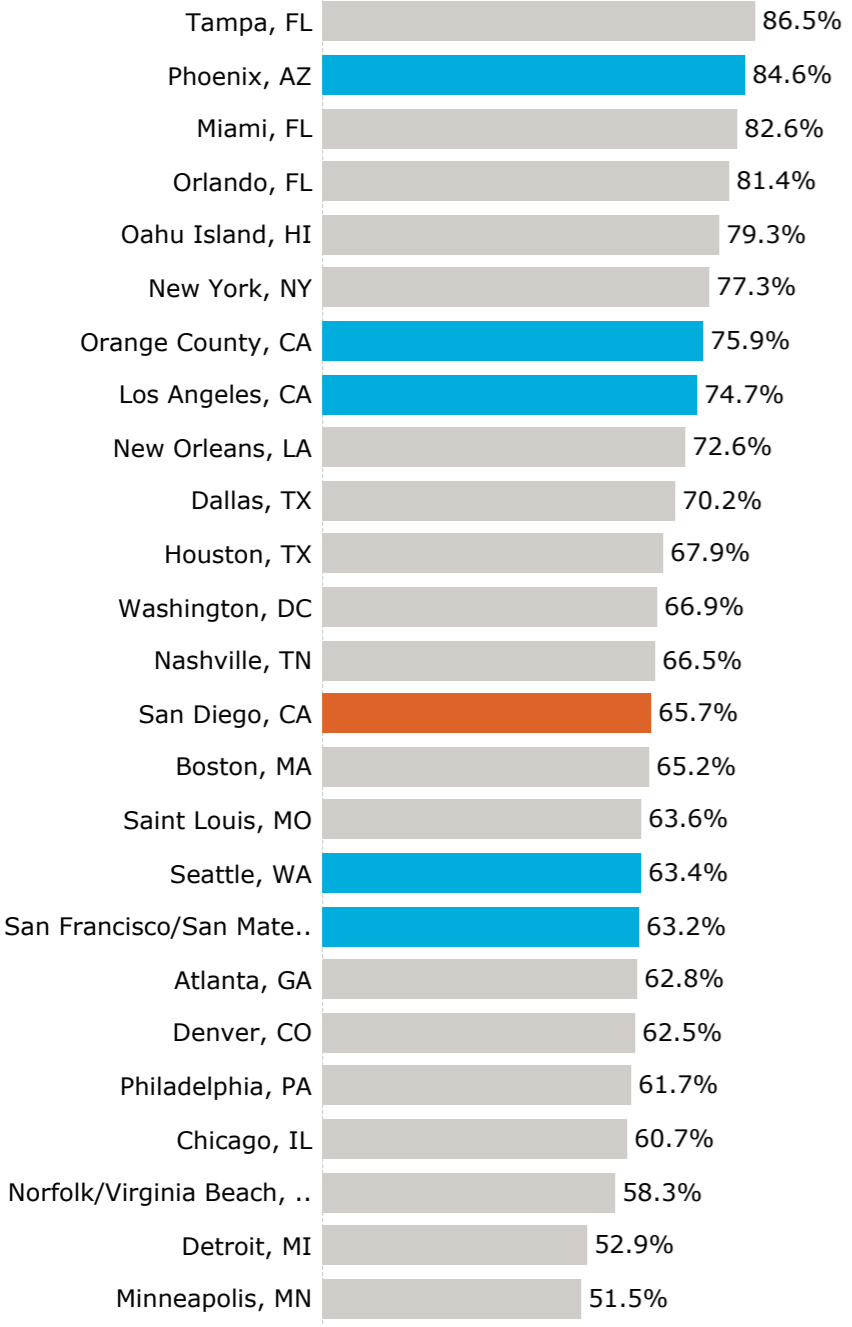 Tampa, FL 86.5%
Phoenix, AZ 84.6%
Miami, FL 82.6%
Orlando, FL 81.4%
Oahu Island, HI 79.3%
New York, NY 77.3%
Orange County, CA 75.9%
Los Angeles, CA 74.7%
New Orleans, LA 72.6%
Dallas, TX 70.2%
Houston, TX 67.9%
Washington, DC 66.9%
Nashville, TN 66.5%
San Diego, CA 65.7%
Boston, MA 65.2%
Saint Louis, MO 63.6%
Seattle, WA 63.4%
San Francisco/San Mate.. 63.2%
Atlanta, GA 62.8%
Denver, CO 62.5%
Philadelphia, PA 61.7%
Chicago, IL 60.7%
Norfolk/Virginia Beach, .. 58.3%
Detroit, MI 52.9%
Minneapolis, MN 51.5%